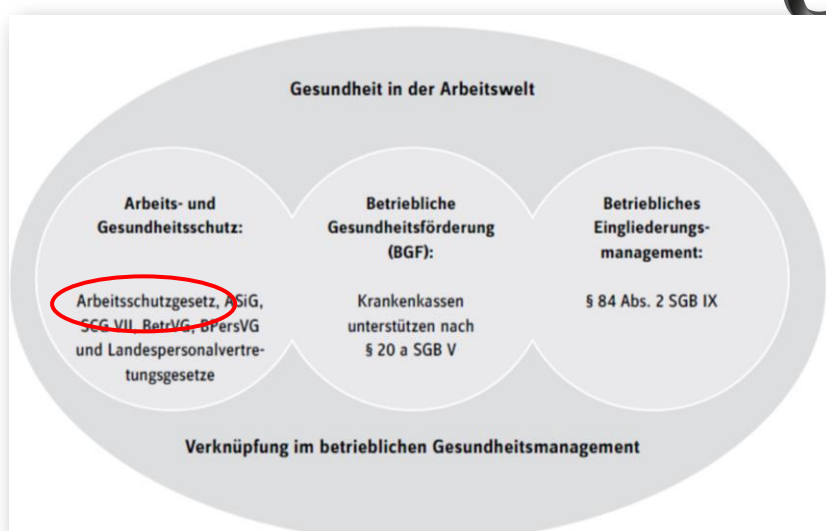 Gesundheit in der Arbeitswelt
Arbeits- und
Gesundheitsschutz:
Arbeitsschutzgesetz, ASiG,
SCG VII, BetrVG, BPersVG
und Landespersonalvertre-
tungsgesetze
Betriebliche
Gesundheitsförderung
(BGF):
Krankenkassen
unterstützen nach
§ 20 a SGB V
Betriebliches
Eingliederungs-
management:
§ 84 Abs. 2 SGB IX
Verknüpfung im betrieblichen Gesundheitsmanagement